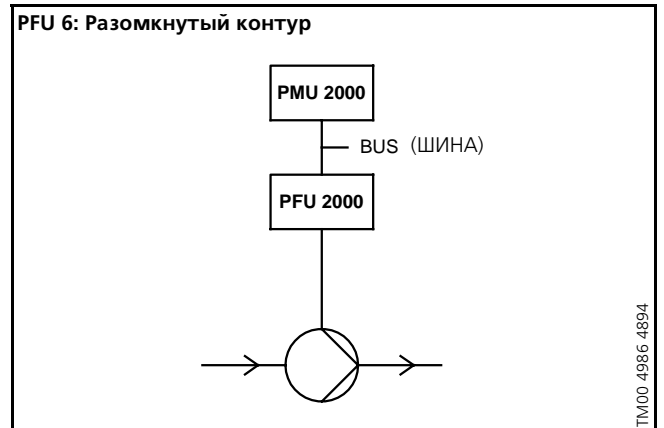 PFU 6: Разомкнутый контур
PMU 2000
BUS (ШИНА)
PFU 2000
TM00 4986 4894